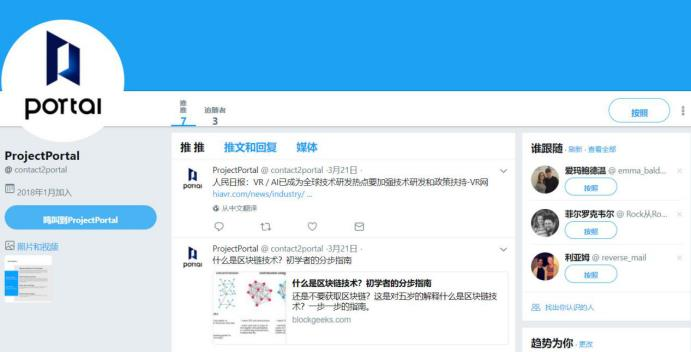 portal
推推
追随者
7
3
按照
ProjectPortal
@ contact2portal
2018年1月加入
鸣叫到ProjectPortal
照片和视频
推 推
推文和回复
媒体
portal
ProjectPortal @ contact2portal ·3月21日 ·
人民日报：VR / AI已成为全球技术研发热点要加强技术研发和政策扶持-VR网
hiavr.com/news/industry/ ...
从中文翻译
portal
ProjectPortal @ contact2portal ·3月21日 ·
什么是区块链技术？初学者的分步指南
什么是区块链技术？初学者的分步指南
还是不要获取区块链？这是对五岁的解释什么是区块链技
术？一步一步的指南。
blockgeeks.com
谁跟随 · 刷新 · 查看全部
爱玛鲍德温 @ emma_bald...
按照
菲尔罗克韦尔 @ Rock从Ro...
按照
利亚姆 @ reverse_mail
按照
找出你认识的人
趋势为你 · 更改